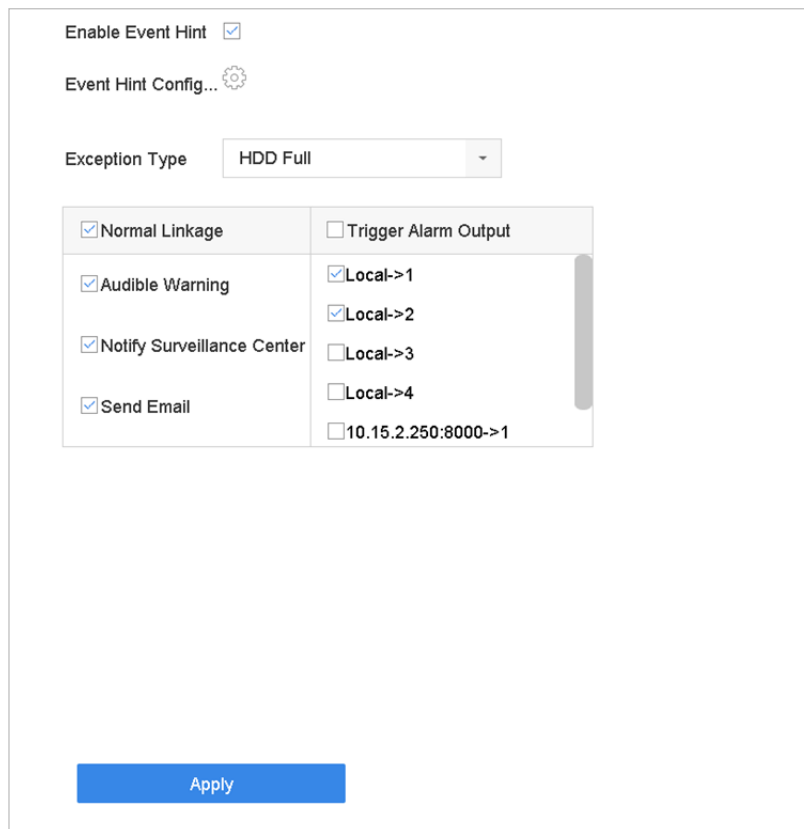 Enable Event Hint
Event Hint Config...
Exception Type HDD Full
Normal Linkage Trigger Alarm Output
Audible Warning
Notify Surveillance Center
Send Email
Local->1
Local->2
Local->3
Local->4
10.15.2.250:8000->1
Apply